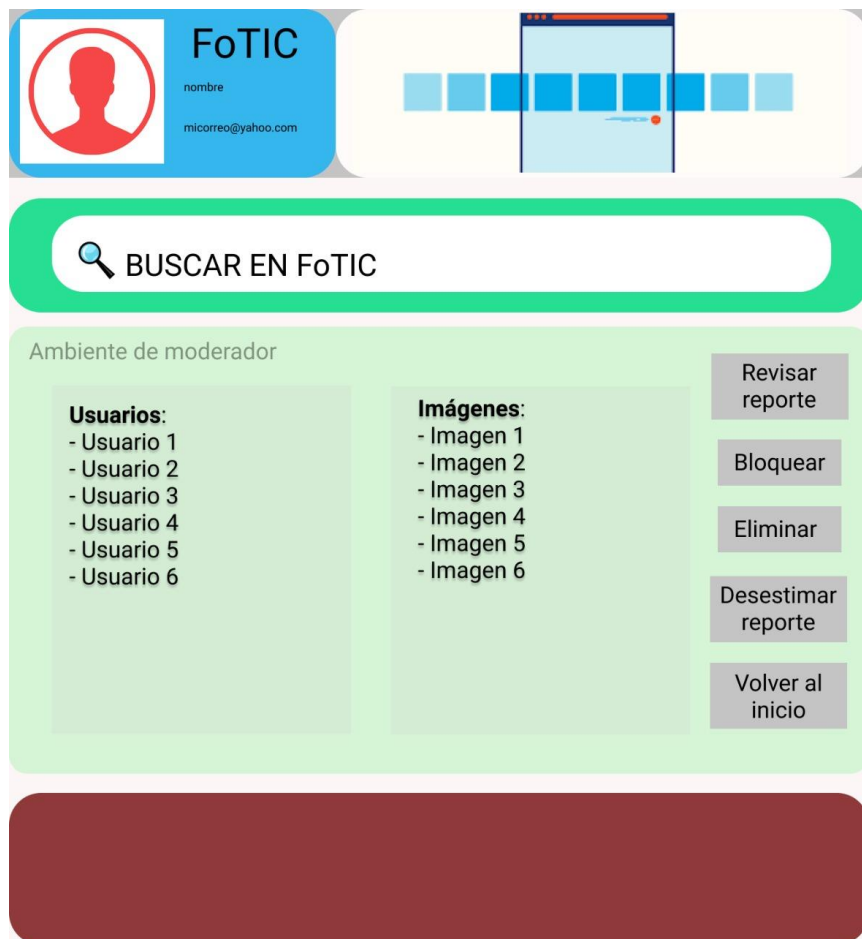 FoTIC
nombre
micorreo@yahoo.com
BUSCAR EN FoTIC
Ambiente de moderador
Usuarios:
- Usuario 1
- Usuario 2
- Usuario 3
- Usuario 4
- Usuario 5
- Usuario 6
Imágenes:
- Imagen 1
- Imagen 2
- Imagen 3
- Imagen 4
- Imagen 5
- Imagen 6
Revisar
reporte
Bloquear
Eliminar
Desestimar
reporte
Volver al
inicio